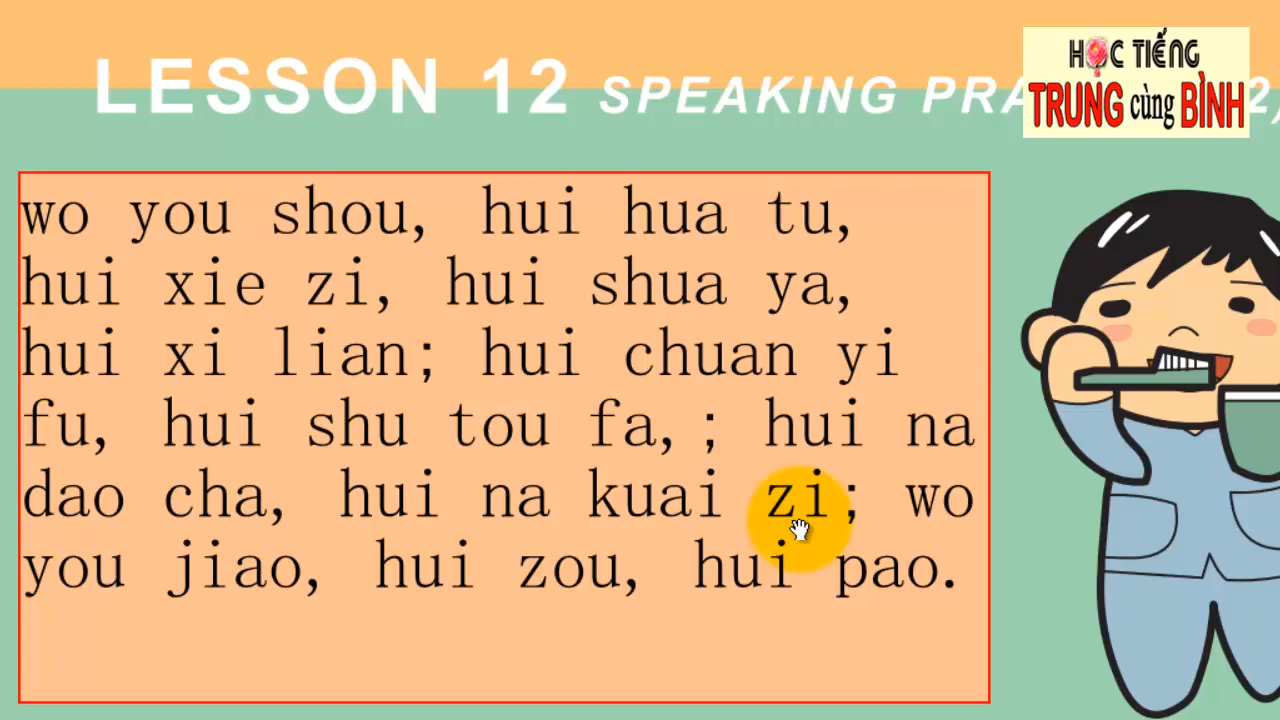 LESSON 12 SPEAKING
HỌC TIẾNG
TRUNG cùng BÌNH
wo you shou, hui hua tu,
hui xie zi, hui shua ya,
hui xi lian; hui chuan yi
fu, hui shu tou fa,; hui na
dao cha, hui na kuai zi; wo
you jiao, hui zou, hui pao.